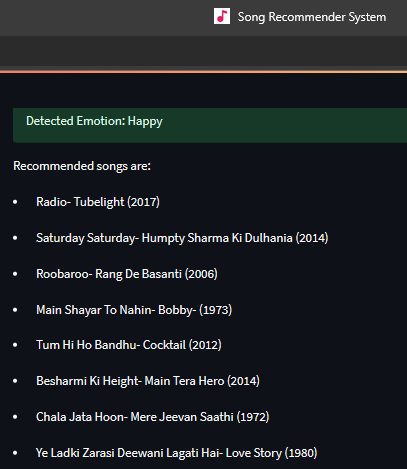 Song Recommender System
Detected Emotion: Happy
Recommended songs are:
Radio- Tubelight (2017)
Saturday Saturday- Humpty Sharma Ki Dulhania (2014)
Roobaroo- Rang De Basanti (2006)
Main Shayar To Nahin- Bobby- (1973)
Tum Hi Ho Bandhu- Cocktail (2012)
Besharmi Ki Height- Main Tera Hero (2014)
Chala Jata Hoon- Mere Jeevan Saathi (1972)
Ye Ladki Zarasi Deewani Lagati Hai- Love Story (1980)